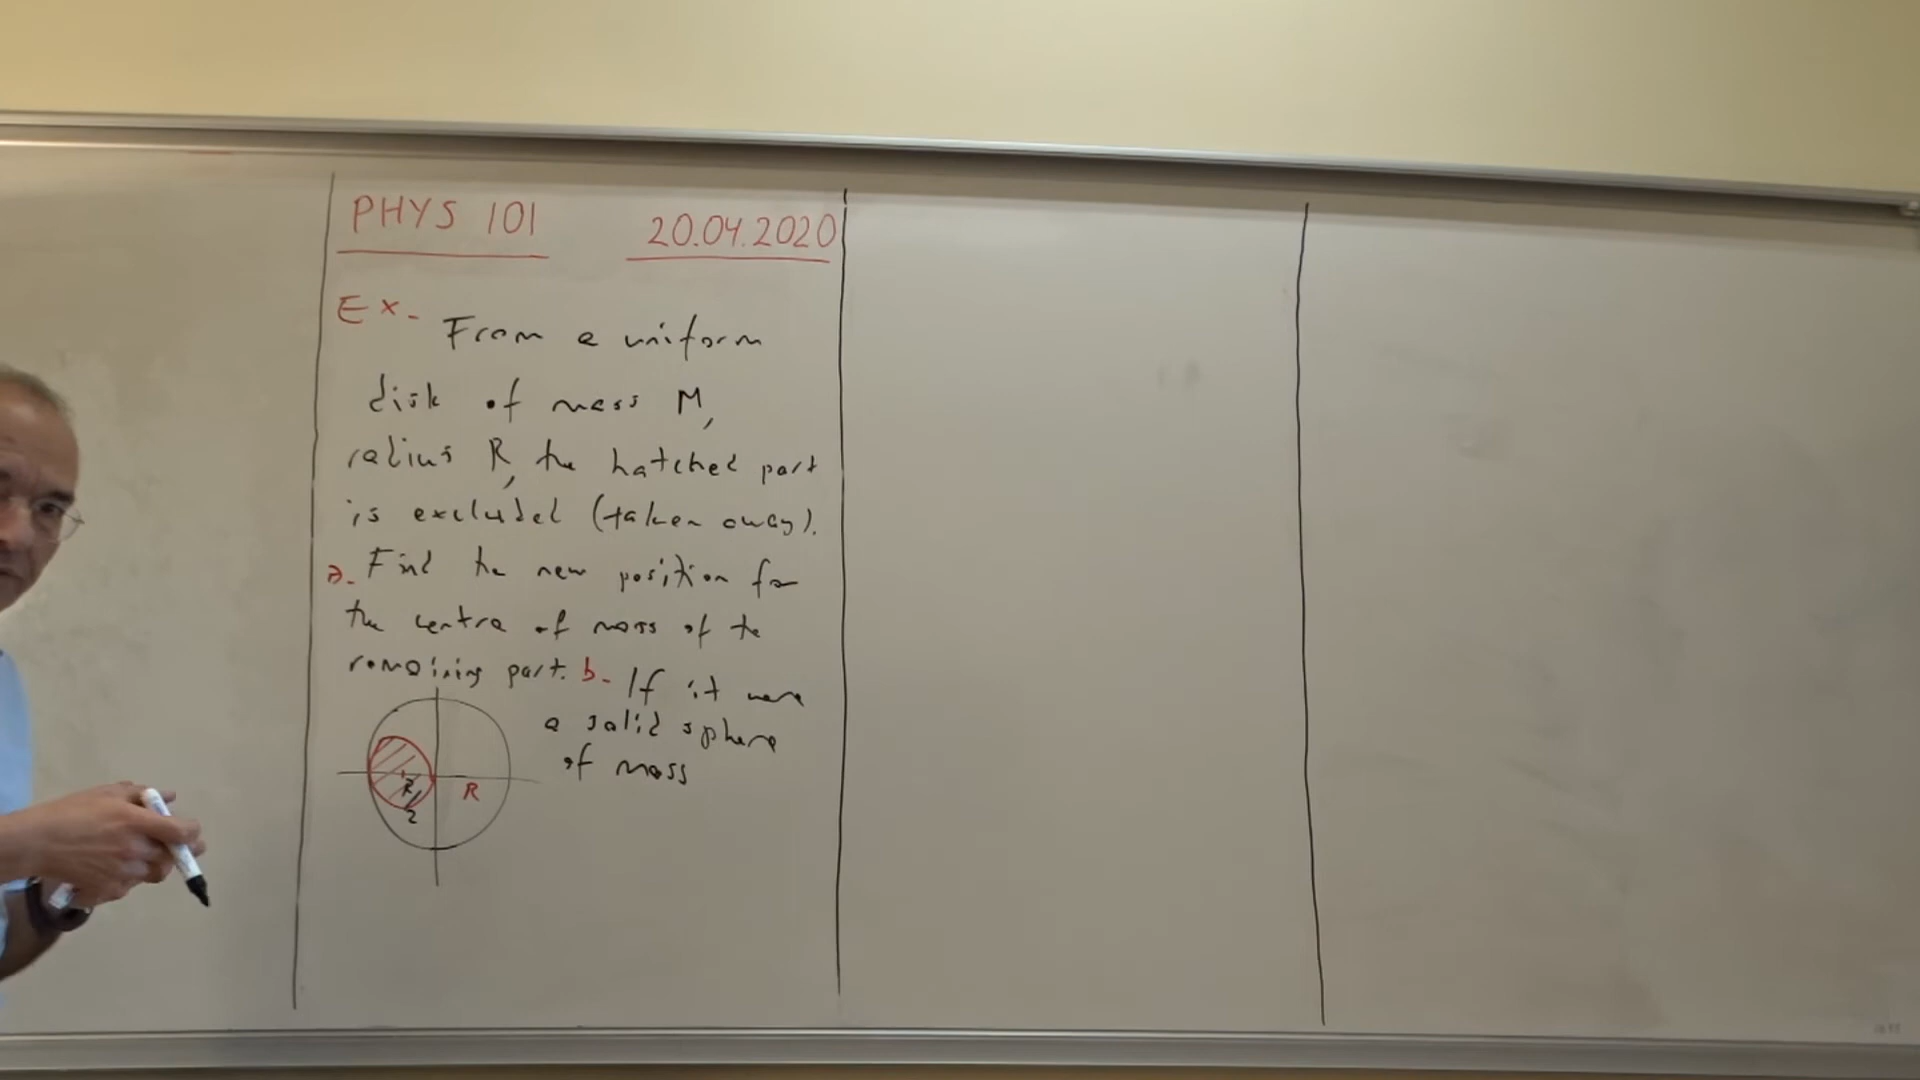 PHYS 101 20.04.2020
Ex- From a uniform
disk of mass M,
radius R, the hatched part
is excluded (taken away).
a- Find the new position for
the centre of mass of the
remaining part. b- If it were
a solid sphere
of mass
R/2 R